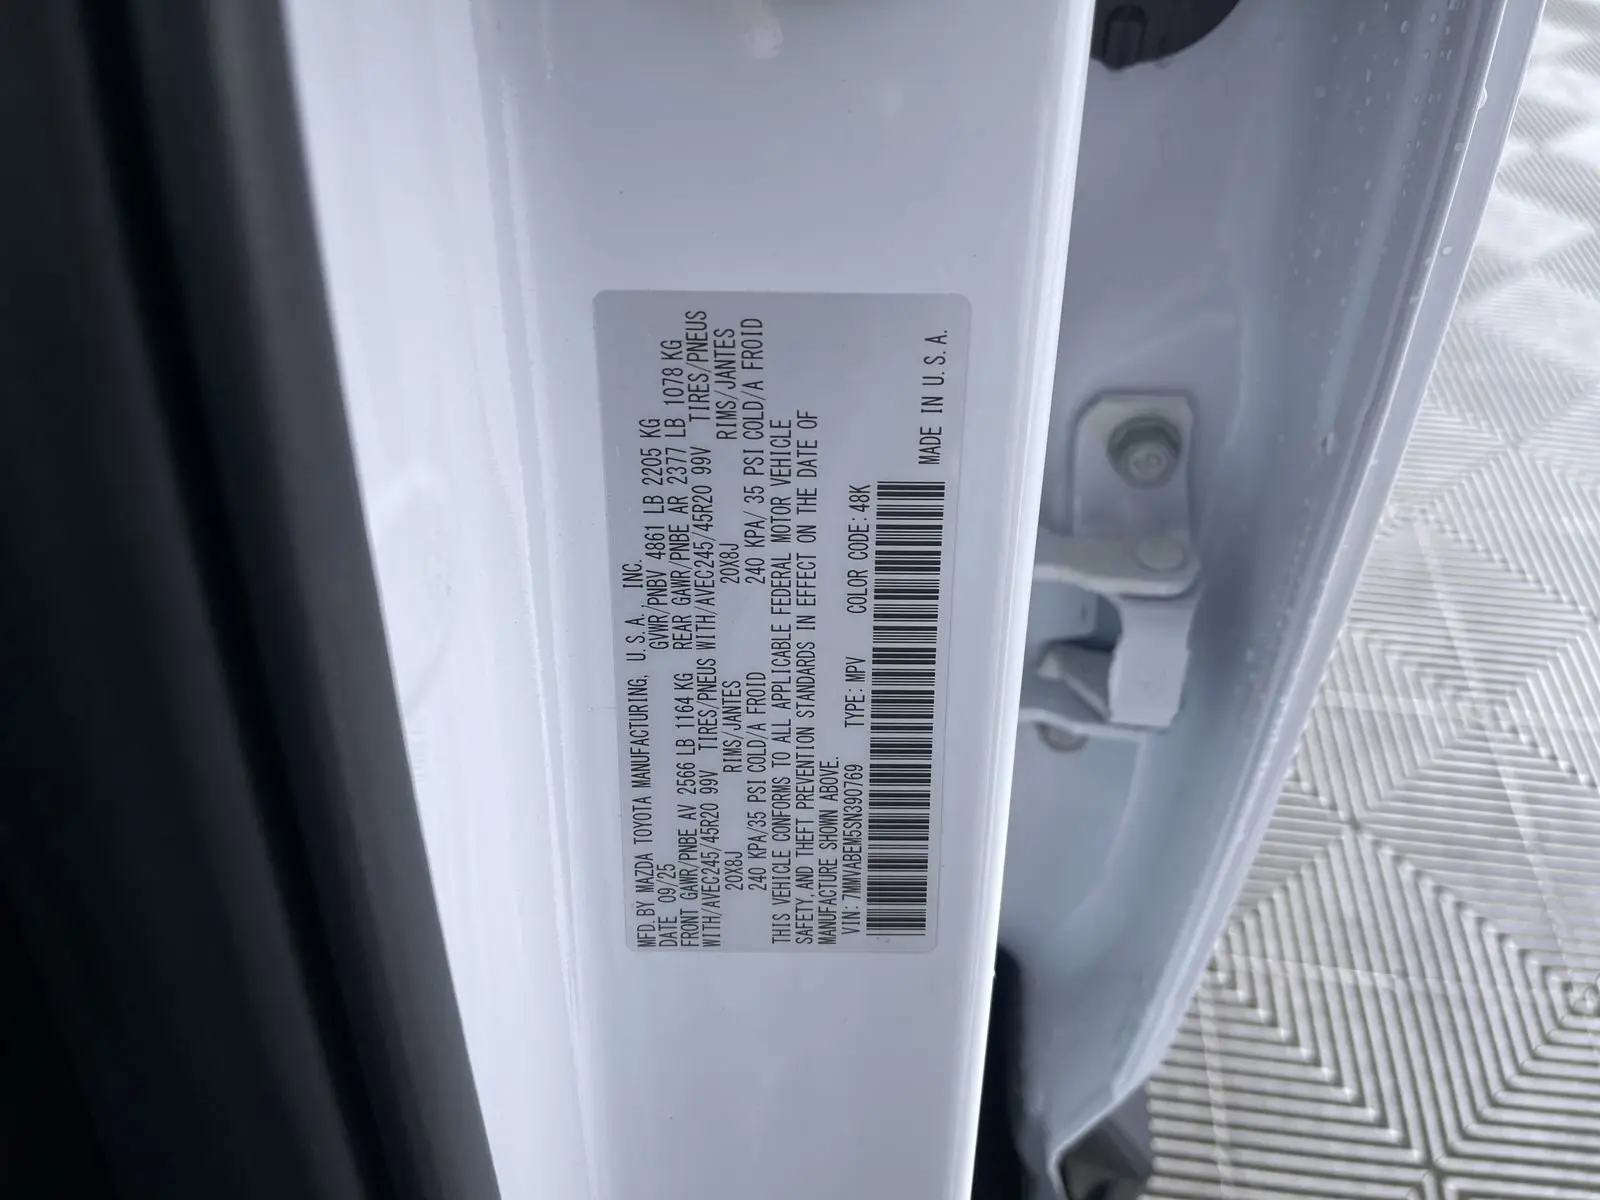 MFD. BY MAZDA TOYOTA MANUFACTURING, U. S. A., INC.
DATE 09/25 GVWR/PNBV 4861 LB 2205 KG
FRONT GAWR/PNBE AV 2566 LB 1164 KG REAR GAWR/PNBE AR 2377 LB 1078 KG
WITH/AVEC245/45R20 99V TIRES/PNEUS WITH/AVEC245/45R20 99V TIRES/PNEUS
20X8J RIMS/JANTES 20X8J RIMS/JANTES
240 KPA/35 PSI COLD/A FROID 240 KPA/ 35 PSI COLD/A FROID
THIS VEHICLE CONFORMS TO ALL APPLICABLE FEDERAL MOTOR VEHICLE
SAFETY, AND THEFT PREVENTION STANDARDS IN EFFECT ON THE DATE OF
MANUFACTURE SHOWN ABOVE.
VIN: 7MMVABEM5SN390769 TYPE: MPV COLOR CODE: 48K
MADE IN U. S. A.